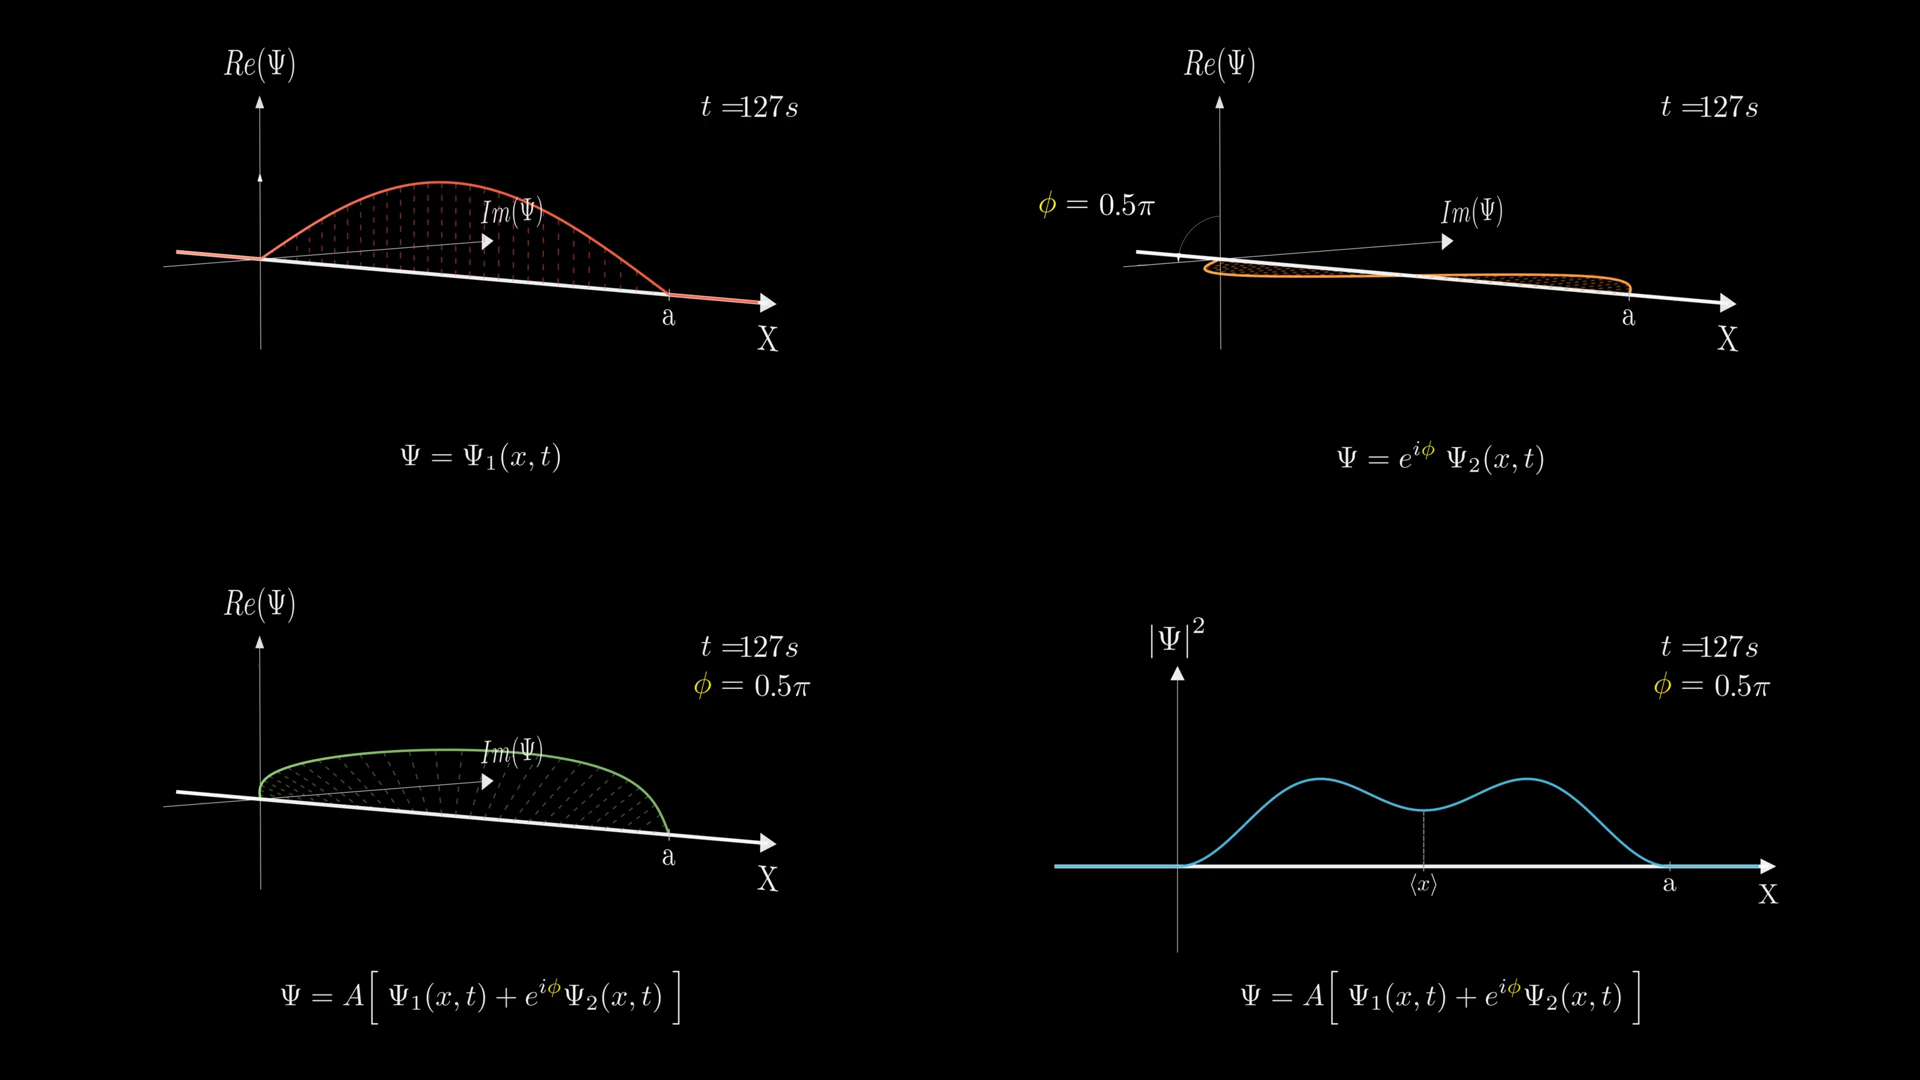 Re(Ψ)
t =127s
Im(Ψ)
a
X
Ψ = Ψ₁(x, t)
Re(Ψ)
t =127s
ϕ = 0.5π
Im(Ψ)
a
X
Ψ = e^{iϕ} Ψ₂(x, t)
Re(Ψ)
t =127s
ϕ = 0.5π
Im(Ψ)
a
X
Ψ = A[ Ψ₁(x, t) + e^{iϕ}Ψ₂(x, t) ]
|Ψ|²
t =127s
ϕ = 0.5π
⟨x⟩
a
X
Ψ = A[ Ψ₁(x, t) + e^{iϕ}Ψ₂(x, t) ]